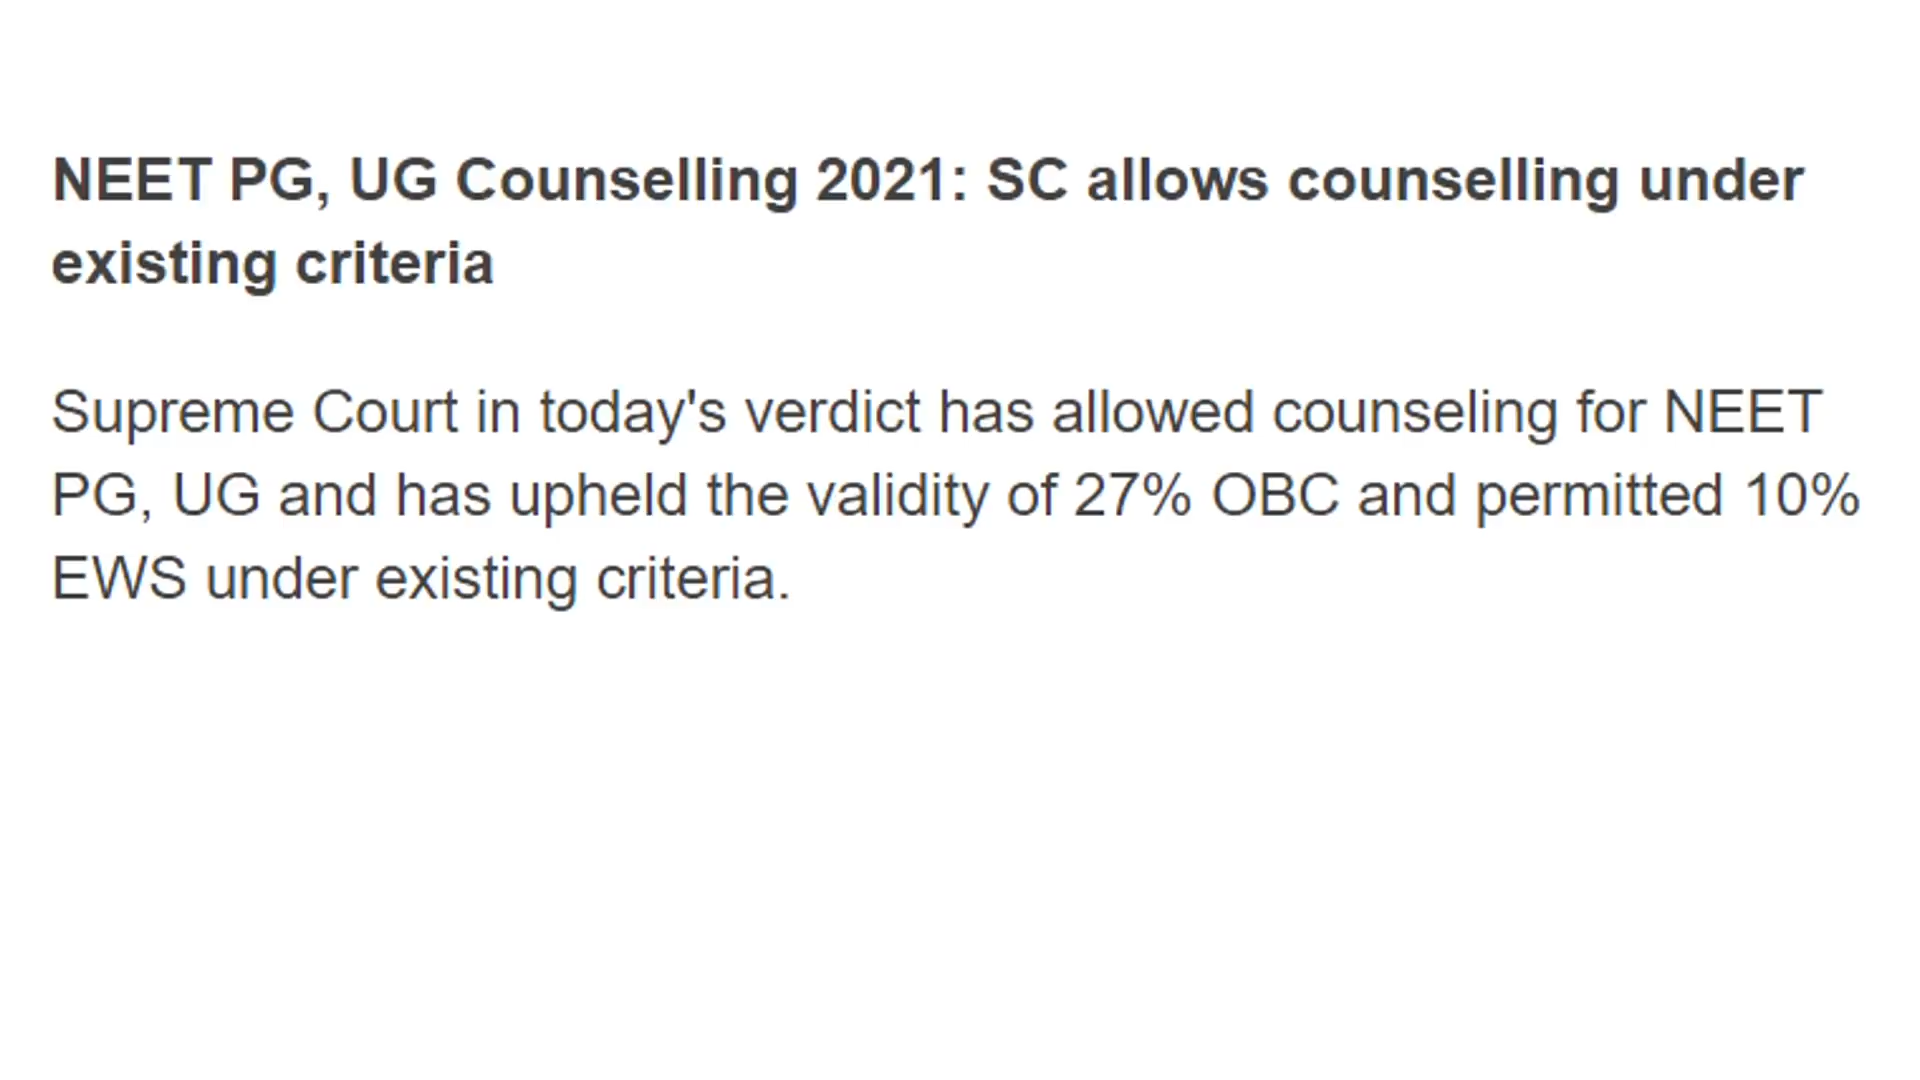 NEET PG, UG Counselling 2021: SC allows counselling under
existing criteria
Supreme Court in today's verdict has allowed counseling for NEET
PG, UG and has upheld the validity of 27% OBC and permitted 10%
EWS under existing criteria.